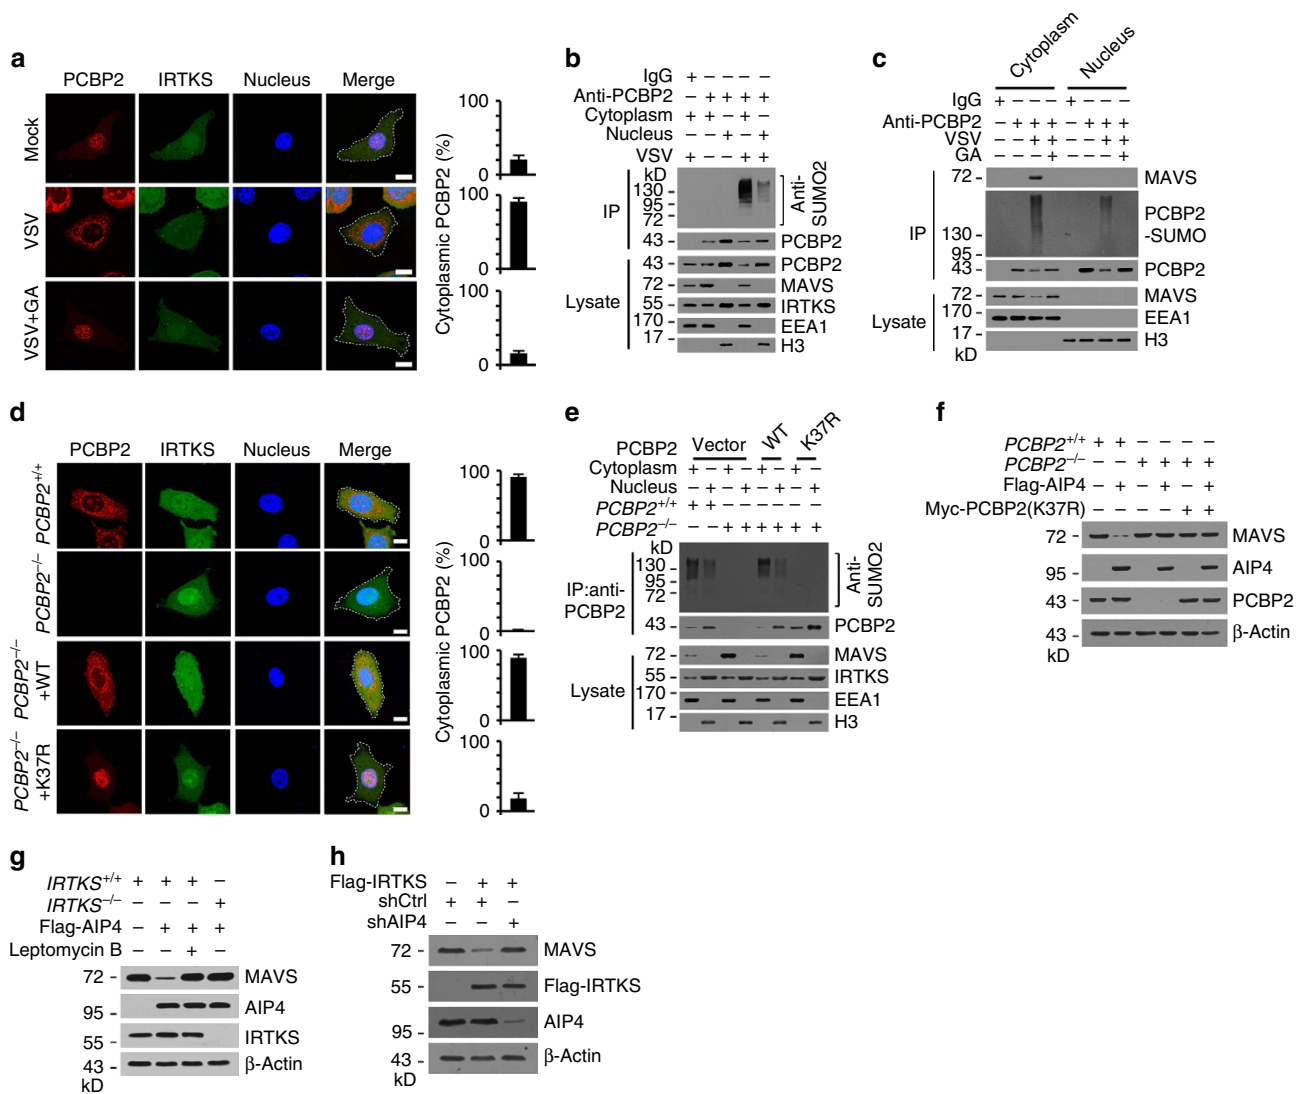 a
PCBP2 IRTKS Nucleus Merge
Mock
VSV
VSV+GA
Cytoplasmic PCBP2 (%)
100
0
100
0
100
0
b
IgG + – – – –
Anti-PCBP2 – + + + +
Cytoplasm + + – + –
Nucleus – – + – +
VSV + – – + +
kD
130
95
72
Anti-SUMO2
IP
43 PCBP2
43 PCBP2
72 MAVS
Lysate 55 IRTKS
170 EEA1
17 H3
c
Cytoplasm Nucleus
IgG + – – – + – – –
Anti-PCBP2 – + + + – + + +
VSV – – + + – – + +
GA – – – + – – – +
72 MAVS
PCBP2
-SUMO
IP
130
95
43 PCBP2
72 MAVS
Lysate 170 EEA1
17 H3
kD
d
PCBP2 IRTKS Nucleus Merge
PCBP2+/+
PCBP2–/–
PCBP2–/–
+WT
PCBP2–/–
+K37R
Cytoplasmic PCBP2 (%)
100
0
100
0
100
0
100
0
e
PCBP2 Vector WT K37R
Cytoplasm + – + – + – + –
Nucleus – + – + – + – +
PCBP2+/+ + + – – – – – –
PCBP2–/– – – + + + + + +
kD
130
95
72
Anti-SUMO2
IP:anti-
PCBP2
43 PCBP2
72 MAVS
55 IRTKS
Lysate 170 EEA1
17 H3
f
PCBP2+/+ + + – – – –
PCBP2–/– – – + + + +
Flag-AIP4 – + – + – +
Myc-PCBP2(K37R) – – – – + +
72 MAVS
95 AIP4
43 PCBP2
43 β-Actin
kD
g
IRTKS+/+ + + + –
IRTKS–/– – – – +
Flag-AIP4 – + + +
Leptomycin B – – + –
72 MAVS
95 AIP4
55 IRTKS
43 β-Actin
kD
h
Flag-IRTKS – + +
shCtrl + + –
shAIP4 – – +
72 MAVS
55 Flag-IRTKS
95 AIP4
43 β-Actin
kD